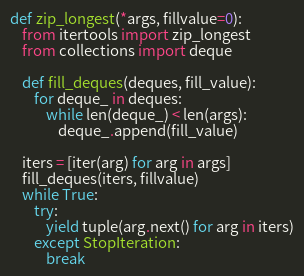 def zip_longest(*args, fillvalue=0):
    from itertools import zip_longest
    from collections import deque

    def fill_deques(deques, fill_value):
        for deque_ in deques:
            while len(deque_) < len(args):
                deque_.append(fill_value)

    iters = [iter(arg) for arg in args]
    fill_deques(iters, fillvalue)
    while True:
        try:
            yield tuple(arg.next() for arg in iters)
        except StopIteration:
            break